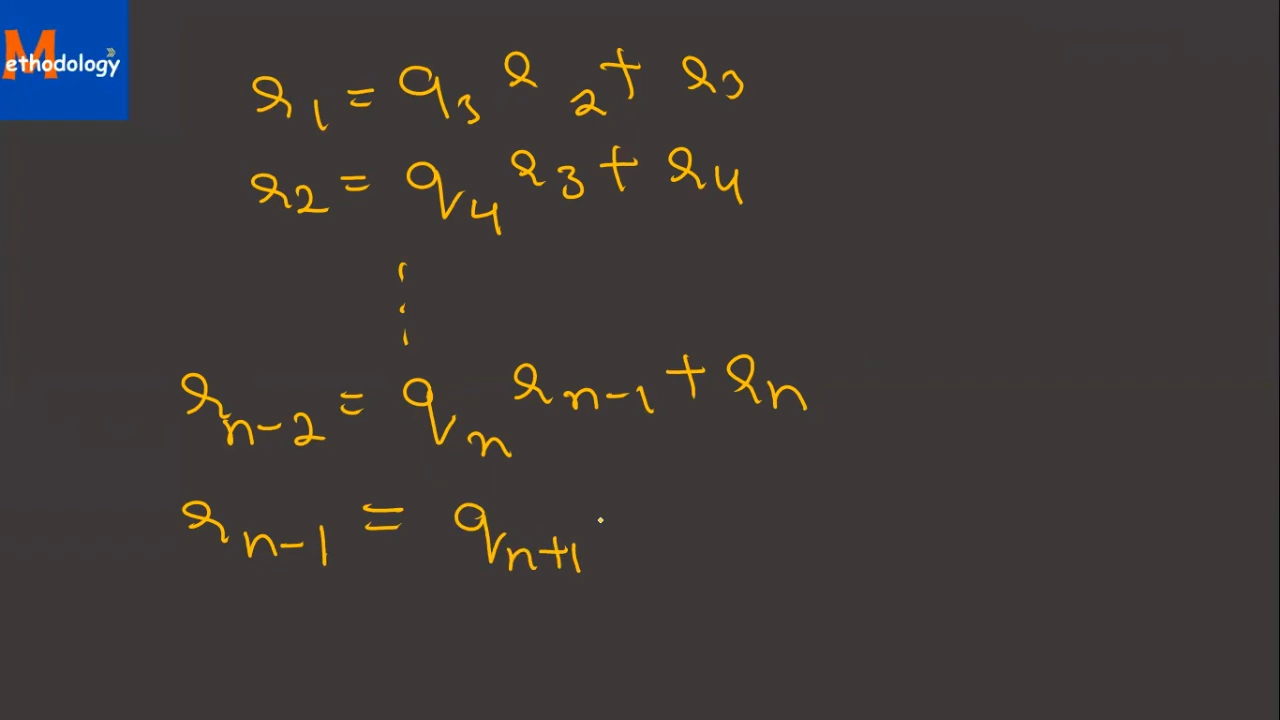 Methodology
r₁ = q₃ r₂ + r₃
r₂ = q₄ r₃ + r₄
⋮
rₙ₋₂ = qₙ rₙ₋₁ + rₙ
rₙ₋₁ = qₙ₊₁